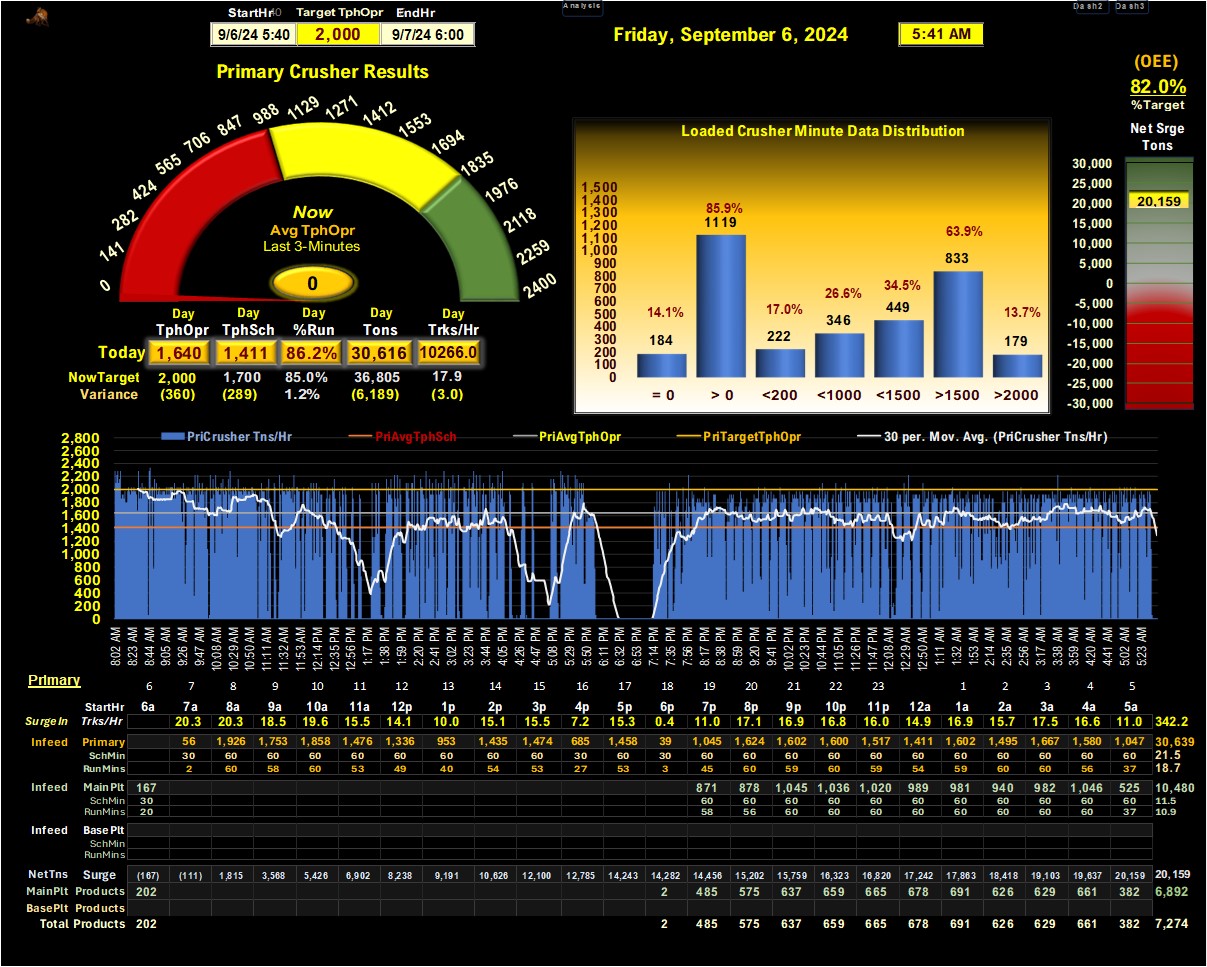 Analysis Dash2 Dash3
StartHr 40 Target TphOpr EndHr
9/6/24 5:40 2,000 9/7/24 6:00
Friday, September 6, 2024 5:41 AM
(OEE)
82.0%
%Target
Primary Crusher Results
0 141 282 424 565 706 847 988 1129 1271 1412 1553 1694 1835 1976 2118 2259 2400
Now
Avg TphOpr
Last 3-Minutes
0
Day Day Day Day Day
TphOpr TphSch %Run Tons Trks/Hr
Today 1,640 1,411 86.2% 30,616 10266.0
NowTarget 2,000 1,700 85.0% 36,805 17.9
Variance (360) (289) 1.2% (6,189) (3.0)
Loaded Crusher Minute Data Distribution
1,500
1,400
1,300
1,200
1,100
1,000
900
800
700
600
500
400
300
200
100
0
14.1% 85.9% 17.0% 26.6% 34.5% 63.9% 13.7%
184 1119 222 346 449 833 179
= 0 > 0 <200 <1000 <1500 >1500 >2000
Net Srge
Tons
30,000
25,000
20,000
15,000
10,000
5,000
0
-5,000
-10,000
-15,000
-20,000
-25,000
-30,000
20,159
PriCrusher Tns/Hr PriAvgTphSch PriAvgTphOpr PriTargetTphOpr 30 per. Mov. Avg. (PriCrusher Tns/Hr)
2,800
2,600
2,400
2,200
2,000
1,800
1,600
1,400
1,200
1,000
800
600
400
200
0
8:02 AM 8:23 AM 8:44 AM 9:05 AM 9:26 AM 9:47 AM 10:08 AM 10:29 AM 10:50 AM 11:11 AM 11:32 AM 11:53 AM 12:14 PM 12:35 PM 12:56 PM 1:17 PM 1:38 PM 1:59 PM 2:20 PM 2:41 PM 3:02 PM 3:23 PM 3:44 PM 4:05 PM 4:26 PM 4:47 PM 5:08 PM 5:29 PM 5:50 PM 6:11 PM 6:32 PM 6:53 PM 7:14 PM 7:35 PM 7:56 PM 8:17 PM 8:38 PM 8:59 PM 9:20 PM 9:41 PM 10:02 PM 10:23 PM 10:44 PM 11:05 PM 11:26 PM 11:47 PM 12:08 AM 12:29 AM 12:50 AM 1:11 AM 1:32 AM 1:53 AM 2:14 AM 2:35 AM 2:56 AM 3:17 AM 3:38 AM 3:59 AM 4:20 AM 4:41 AM 5:02 AM 5:23 AM
Primary
6 7 8 9 10 11 12 13 14 15 16 17 18 19 20 21 22 23 1 2 3 4 5
StartHr 6a 7a 8a 9a 10a 11a 12p 1p 2p 3p 4p 5p 6p 7p 8p 9p 10p 11p 12a 1a 2a 3a 4a 5a
SurgeIn Trks/Hr 20.3 20.3 18.5 19.6 15.5 14.1 10.0 15.1 15.5 7.2 15.3 0.4 11.0 17.1 16.9 16.8 16.0 14.9 16.9 15.7 17.5 16.6 11.0 342.2
Infeed Primary 56 1,926 1,753 1,858 1,476 1,336 953 1,435 1,474 685 1,458 39 1,045 1,624 1,602 1,600 1,517 1,411 1,602 1,495 1,667 1,580 1,047 30,639
SchMin 30 60 60 60 60 60 60 60 60 30 60 30 60 60 60 60 60 60 60 60 60 60 60 21.5
RunMins 2 60 58 60 53 49 40 54 53 27 53 3 45 60 59 60 59 54 59 60 60 56 37 18.7
Infeed Main Plt 167 871 878 1,045 1,036 1,020 989 981 940 982 1,046 525 10,480
SchMin 30 60 60 60 60 60 60 60 60 60 60 60 11.5
RunMins 20 58 56 60 60 60 60 60 60 60 60 37 10.9
Infeed Base Plt
SchMin
RunMins
NetTns Surge (167) (111) 1,815 3,568 5,426 6,902 8,238 9,191 10,626 12,100 12,785 14,243 14,282 14,456 15,202 15,759 16,323 16,820 17,242 17,863 18,418 19,103 19,637 20,159 20,159
MainPlt Products 202 2 485 575 637 659 665 678 691 626 629 661 382 6,892
BasePlt Products
Total Products 202 2 485 575 637 659 665 678 691 626 629 661 382 7,274